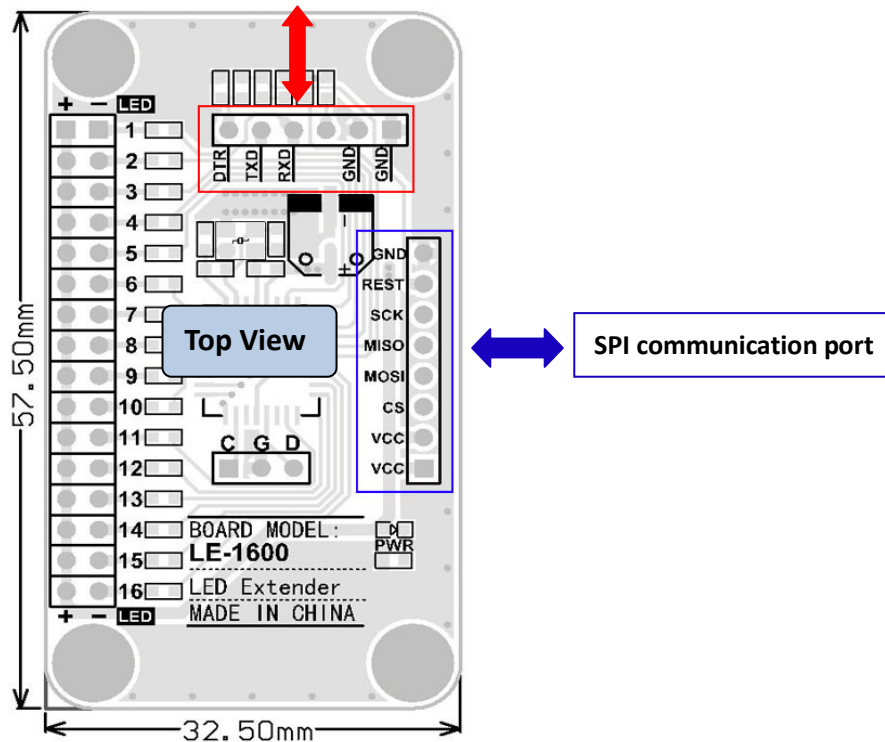 + − LED
1
2
3
4
5
6
7
8
9
10
11
12
13
14
15
16
+ − LED
DTR TXD RXD GND GND
−
+
GND
REST
SCK
MISO
MOSI
CS
VCC
VCC
Top View
SPI communication port
C G D
BOARD MODEL:
LE-1600
PWR
LED Extender
MADE IN CHINA
57.50mm
32.50mm